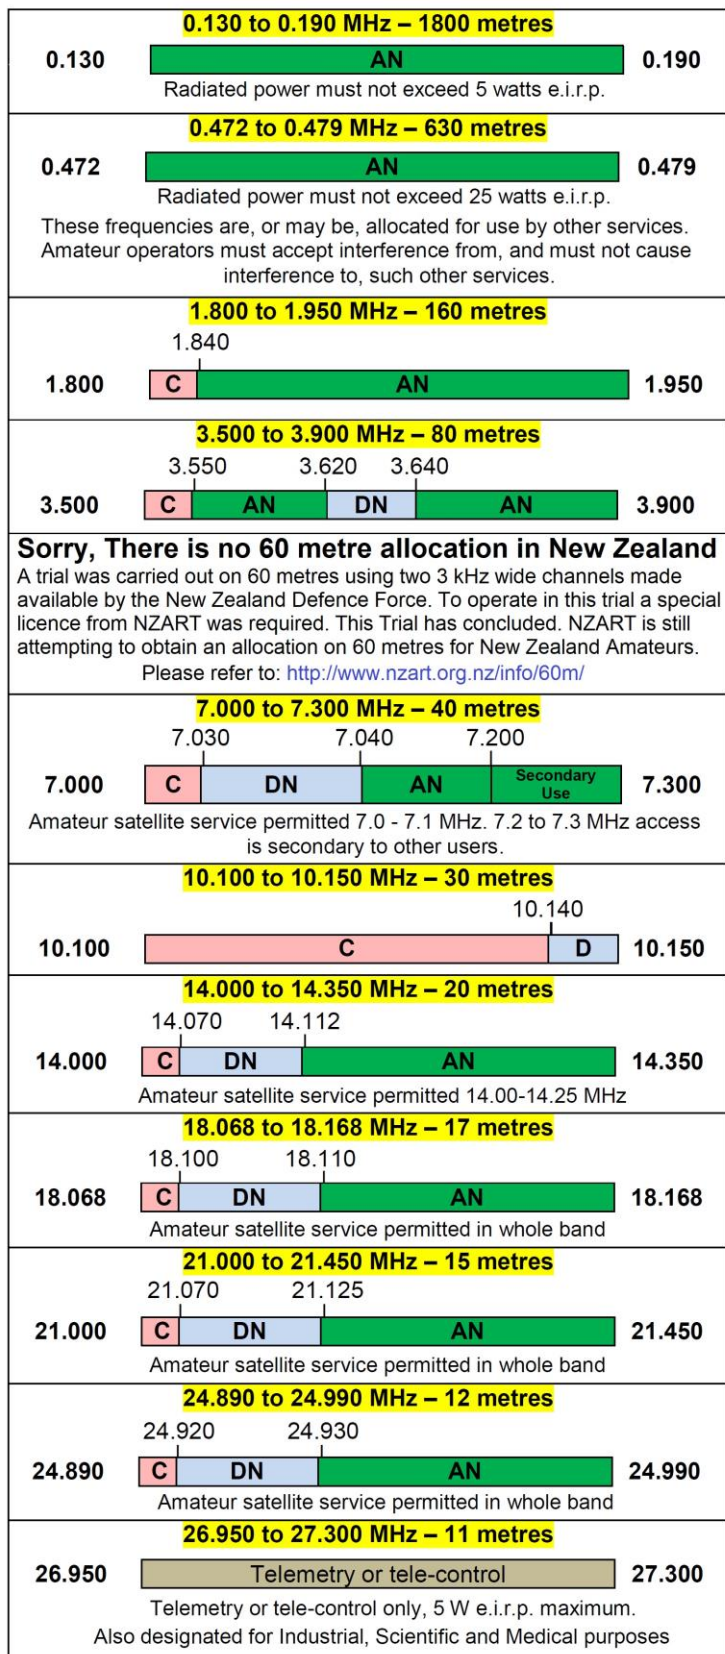 0.130 to 0.190 MHz – 1800 metres
0.130 AN 0.190
Radiated power must not exceed 5 watts e.i.r.p.
0.472 to 0.479 MHz – 630 metres
0.472 AN 0.479
Radiated power must not exceed 25 watts e.i.r.p.
These frequencies are, or may be, allocated for use by other services.
Amateur operators must accept interference from, and must not cause
interference to, such other services.
1.800 to 1.950 MHz – 160 metres
1.840
1.800 C AN 1.950
3.500 to 3.900 MHz – 80 metres
3.550 3.620 3.640
3.500 C AN DN AN 3.900
Sorry, There is no 60 metre allocation in New Zealand
A trial was carried out on 60 metres using two 3 kHz wide channels made
available by the New Zealand Defence Force. To operate in this trial a special
licence from NZART was required. This Trial has concluded. NZART is still
attempting to obtain an allocation on 60 metres for New Zealand Amateurs.
Please refer to: http://www.nzart.org.nz/info/60m/
7.000 to 7.300 MHz – 40 metres
7.030 7.040 7.200
7.000 C DN AN Secondary Use 7.300
Amateur satellite service permitted 7.0 - 7.1 MHz. 7.2 to 7.3 MHz access
is secondary to other users.
10.100 to 10.150 MHz – 30 metres
10.140
10.100 C D 10.150
14.000 to 14.350 MHz – 20 metres
14.070 14.112
14.000 C DN AN 14.350
Amateur satellite service permitted 14.00-14.25 MHz
18.068 to 18.168 MHz – 17 metres
18.100 18.110
18.068 C DN AN 18.168
Amateur satellite service permitted in whole band
21.000 to 21.450 MHz – 15 metres
21.070 21.125
21.000 C DN AN 21.450
Amateur satellite service permitted in whole band
24.890 to 24.990 MHz – 12 metres
24.920 24.930
24.890 C DN AN 24.990
Amateur satellite service permitted in whole band
26.950 to 27.300 MHz – 11 metres
26.950 Telemetry or tele-control 27.300
Telemetry or tele-control only, 5 W e.i.r.p. maximum.
Also designated for Industrial, Scientific and Medical purposes